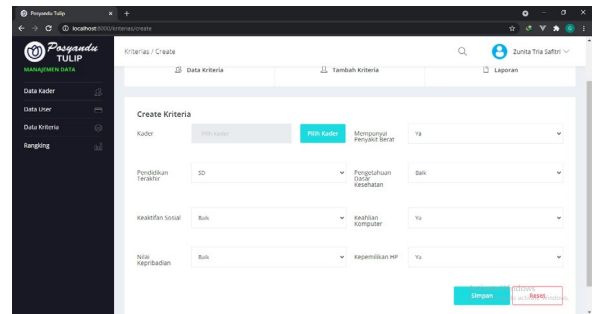 Posyandu Tulip
localhost:8000/kriterias/create
Posyandu
TULIP
MANAJEMEN DATA
Data Kader
Data User
Data Kriteria
Rangking
Kriterias / Create
Zunita Tria Safitri
Data Kriteria
Tambah Kriteria
Laporan
Create Kriteria
Kader
Pilih Kader
Pilih Kader
Mempunyai
Penyakit Berat
Ya
Pendidikan
Terakhir
SD
Pengetahuan
Dasar
Kesehatan
Baik
Keaktifan Sosial
Baik
Keahlian
Komputer
Ya
Nilai
Kepribadian
Baik
Kepemilikan HP
Ya
Simpan
Reset